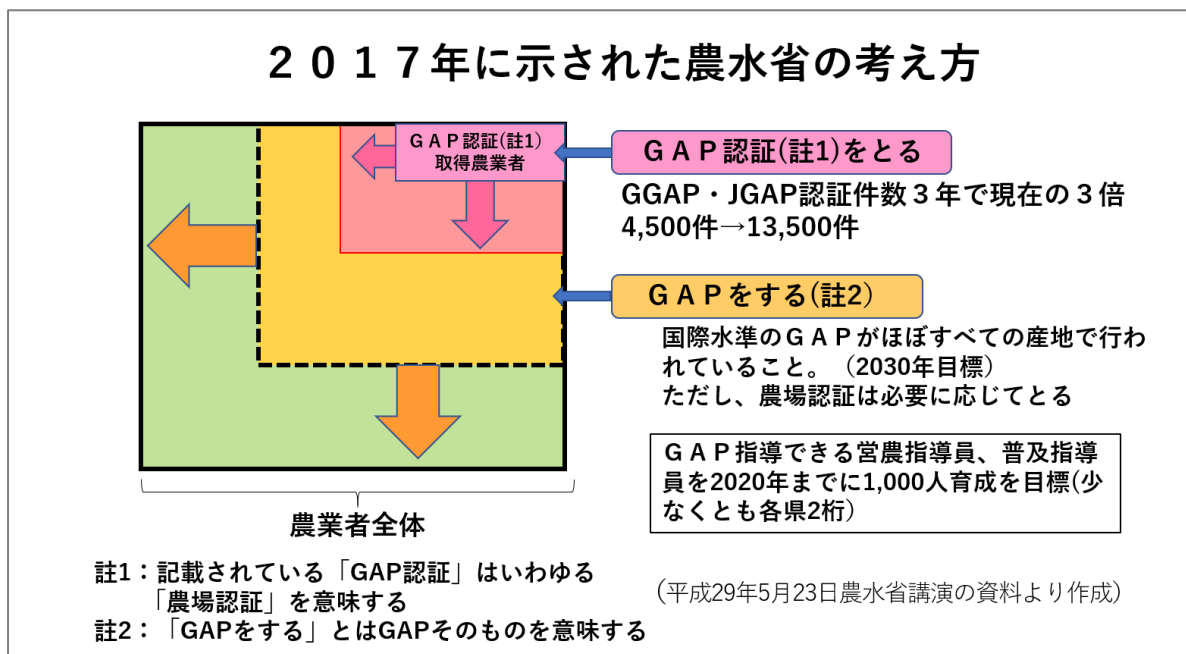 ２０１７年に示された農水省の考え方
ＧＡＰ認証(註1)
取得農業者
ＧＡＰ認証(註1)をとる
GGAP・JGAP認証件数３年で現在の３倍
4,500件→13,500件
ＧＡＰをする(註2)
国際水準のＧＡＰがほぼすべての産地で行わ
れていること。（2030年目標）
ただし、農場認証は必要に応じてとる
ＧＡＰ指導できる営農指導員、普及指導
員を2020年までに1,000人育成を目標(少
なくとも各県2桁）
農業者全体
註1：記載されている「GAP認証」はいわゆる
「農場認証」を意味する
註2：「GAPをする」とはGAPそのものを意味する
（平成29年5月23日農水省講演の資料より作成）